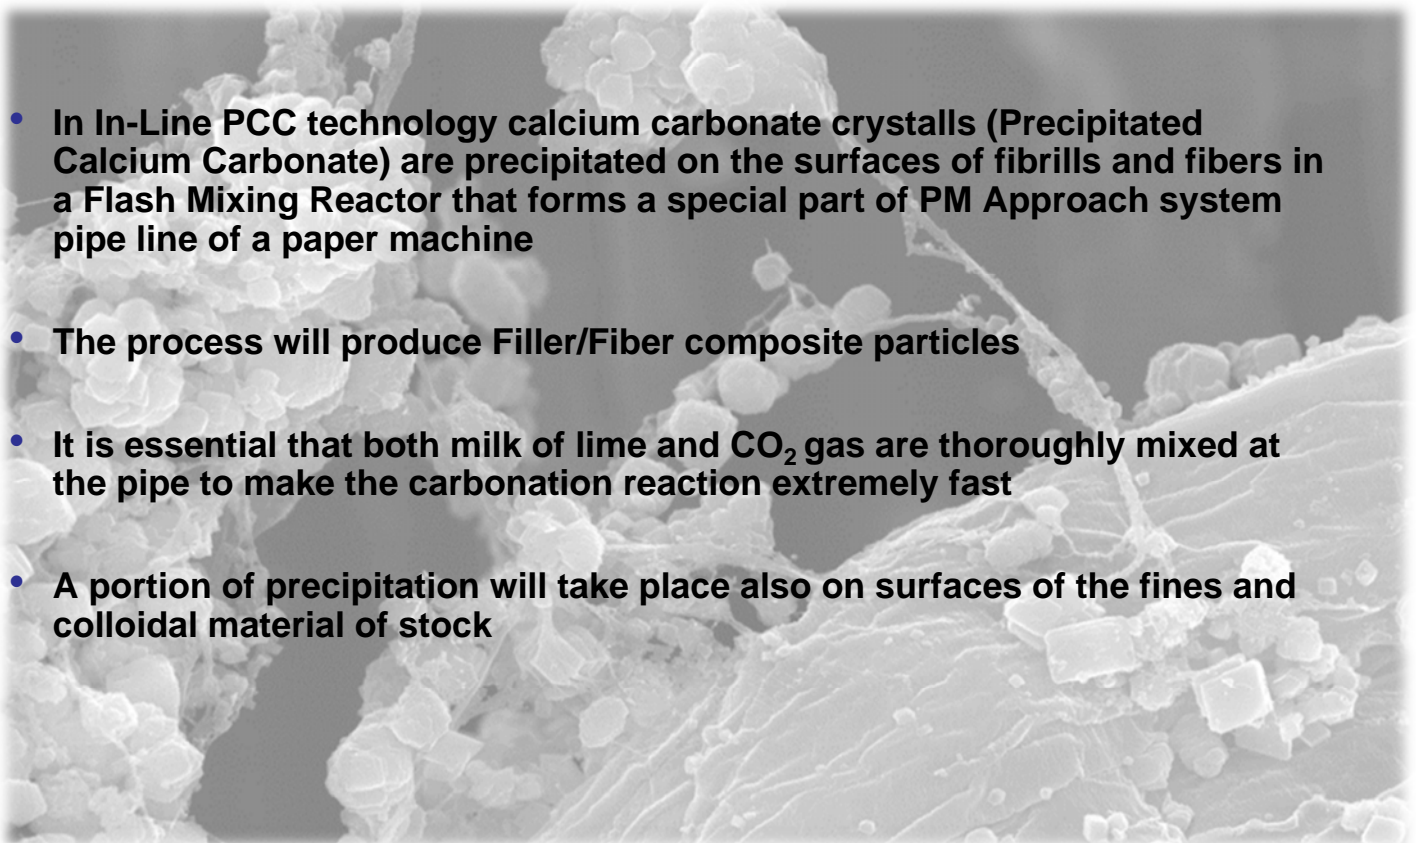 • In In-Line PCC technology calcium carbonate crystalls (Precipitated
Calcium Carbonate) are precipitated on the surfaces of fibrills and fibers in
a Flash Mixing Reactor that forms a special part of PM Approach system
pipe line of a paper machine
• The process will produce Filler/Fiber composite particles
• It is essential that both milk of lime and CO₂ gas are thoroughly mixed at
the pipe to make the carbonation reaction extremely fast
• A portion of precipitation will take place also on surfaces of the fines and
colloidal material of stock